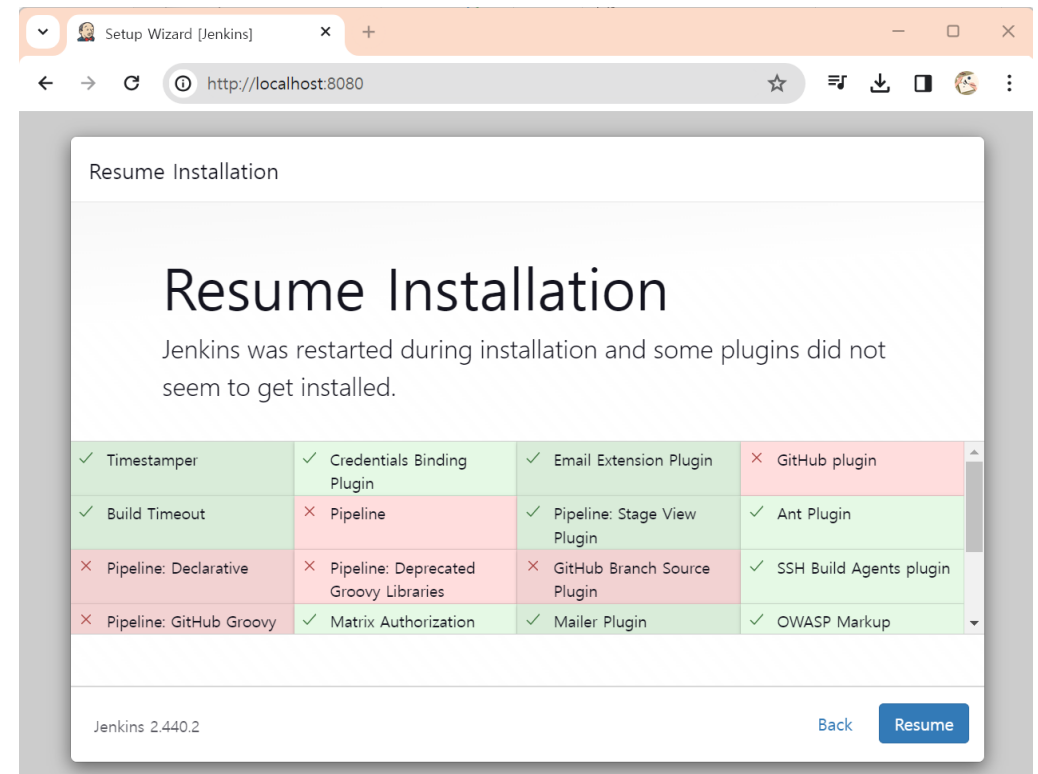 Setup Wizard [Jenkins]
http://localhost:8080
Resume Installation
Resume Installation
Jenkins was restarted during installation and some plugins did not
seem to get installed.
Timestamper
Credentials Binding
Plugin
Email Extension Plugin
GitHub plugin
Build Timeout
Pipeline
Pipeline: Stage View
Plugin
Ant Plugin
Pipeline: Declarative
Pipeline: Deprecated
Groovy Libraries
GitHub Branch Source
Plugin
SSH Build Agents plugin
Pipeline: GitHub Groovy
Matrix Authorization
Mailer Plugin
OWASP Markup
Jenkins 2.440.2
Back
Resume